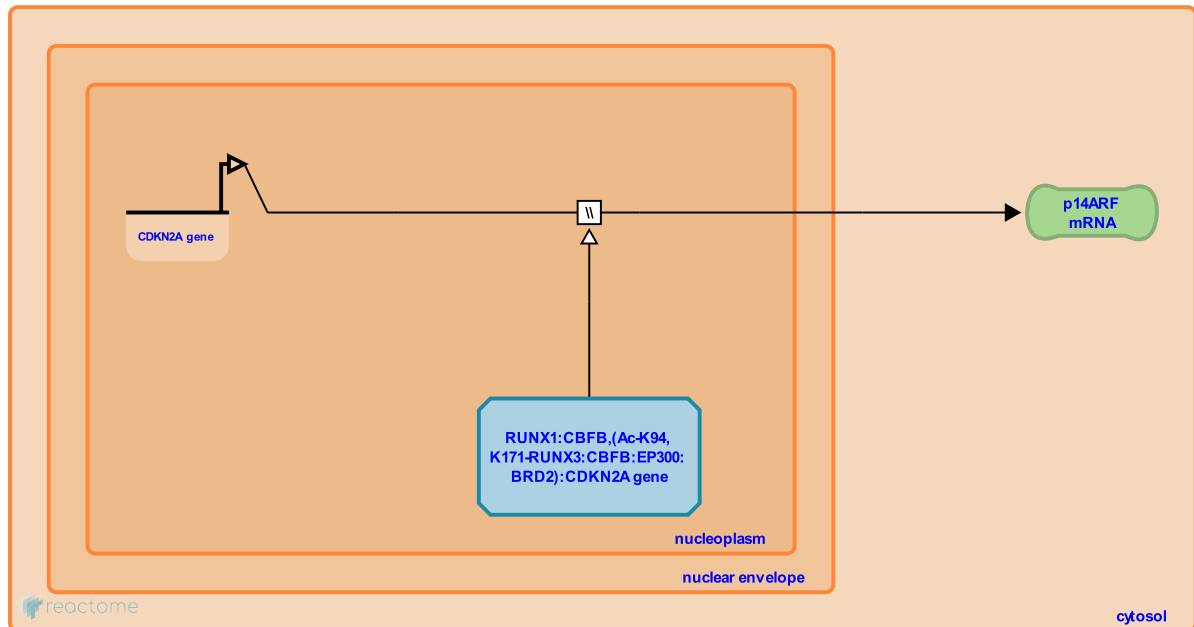 p14ARF
mRNA
CDKN2A gene
\\
RUNX1:CBFB,(Ac-K94,
K171-RUNX3:CBFB:EP300:
BRD2):CDKN2A gene
nucleoplasm
nuclear envelope
reactome
cytosol